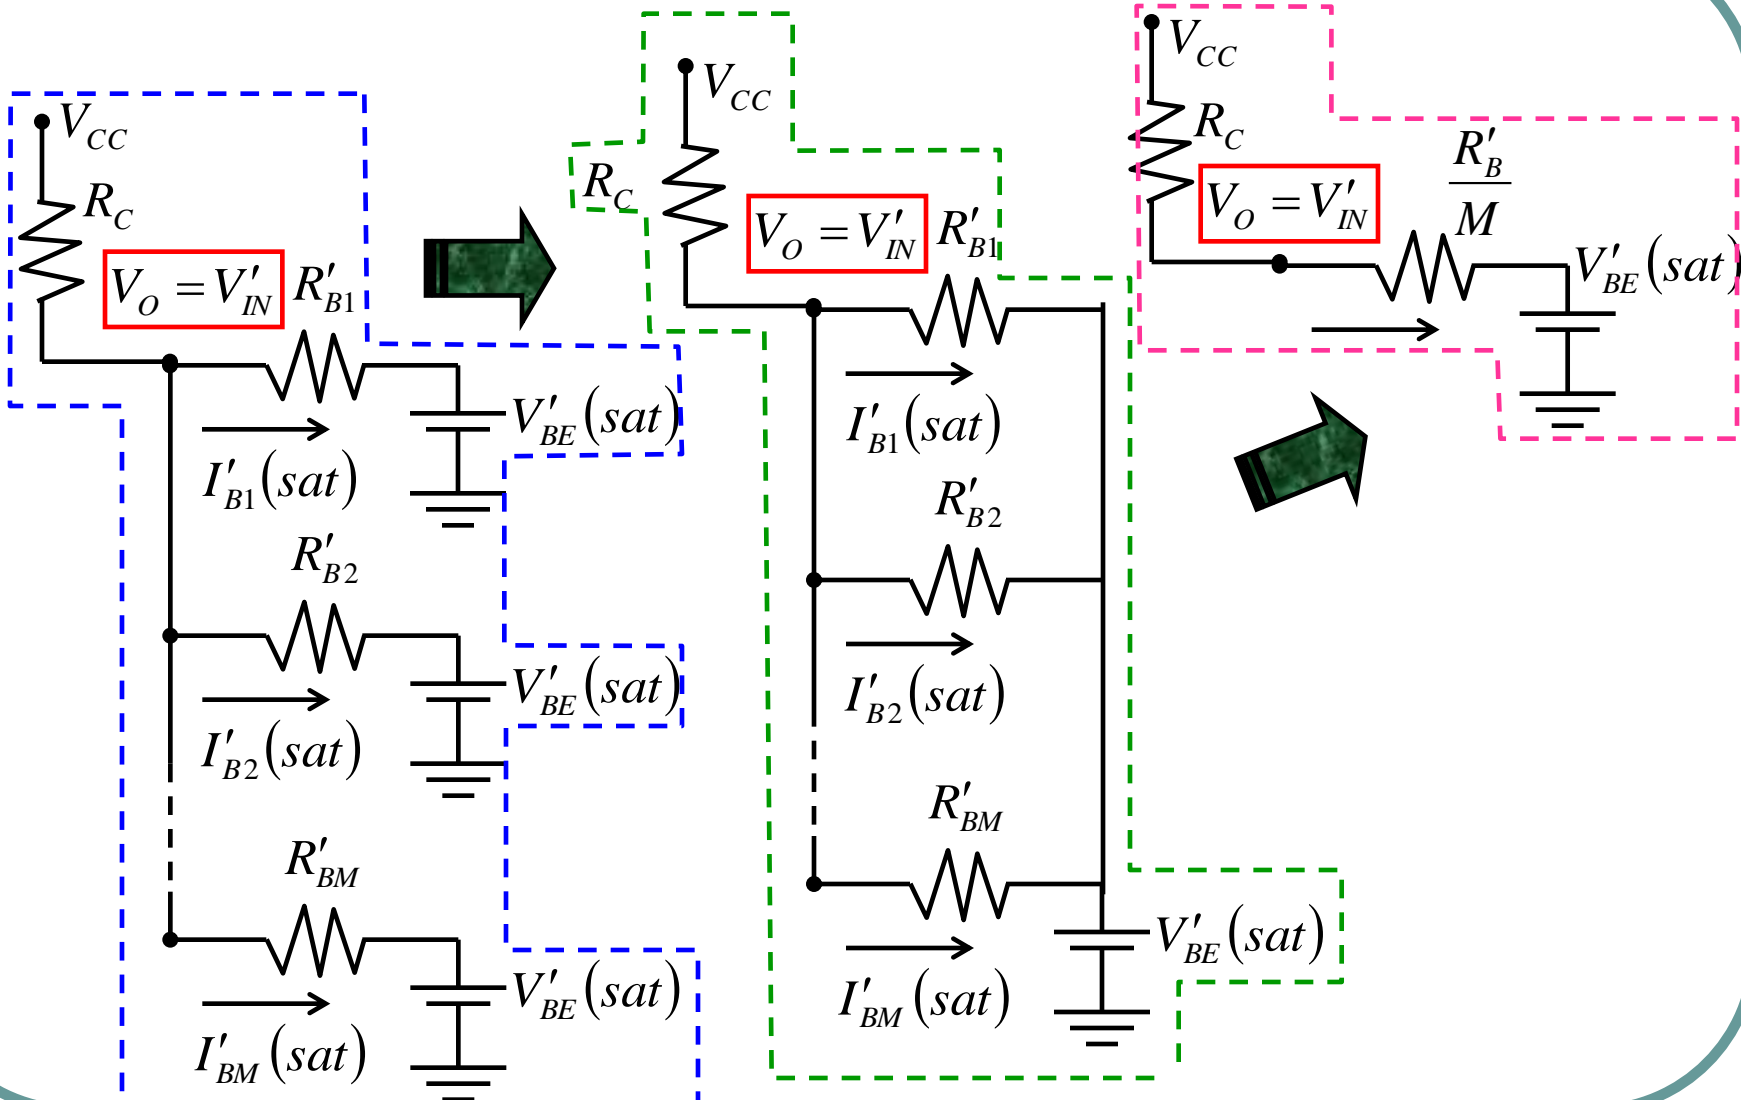 V_CC
R_C
V_O = V′_IN
R′_B1
V′_BE(sat)
I′_B1(sat)
R′_B2
V′_BE(sat)
I′_B2(sat)
R′_BM
V′_BE(sat)
I′_BM(sat)
V_CC
R_C
V_O = V′_IN
R′_B1
I′_B1(sat)
R′_B2
I′_B2(sat)
R′_BM
V′_BE(sat)
I′_BM(sat)
V_CC
R_C
V_O = V′_IN
R′_B
M
V′_BE(sat)